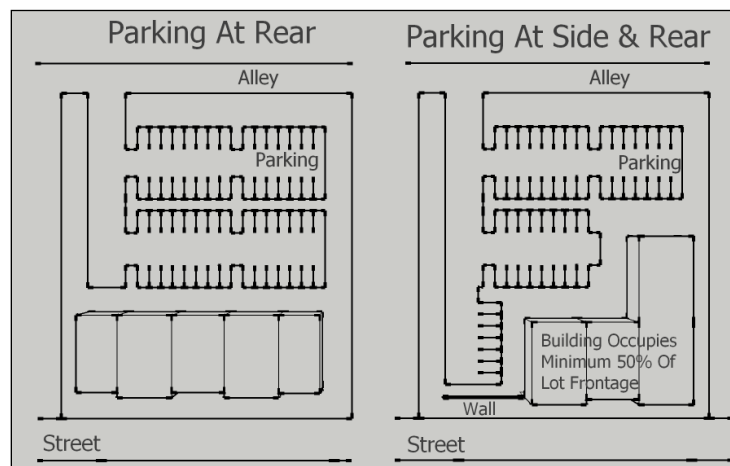 Parking At Rear
Alley
Parking
Street
Parking At Side & Rear
Alley
Parking
Building Occupies
Minimum 50% Of
Lot Frontage
Wall
Street